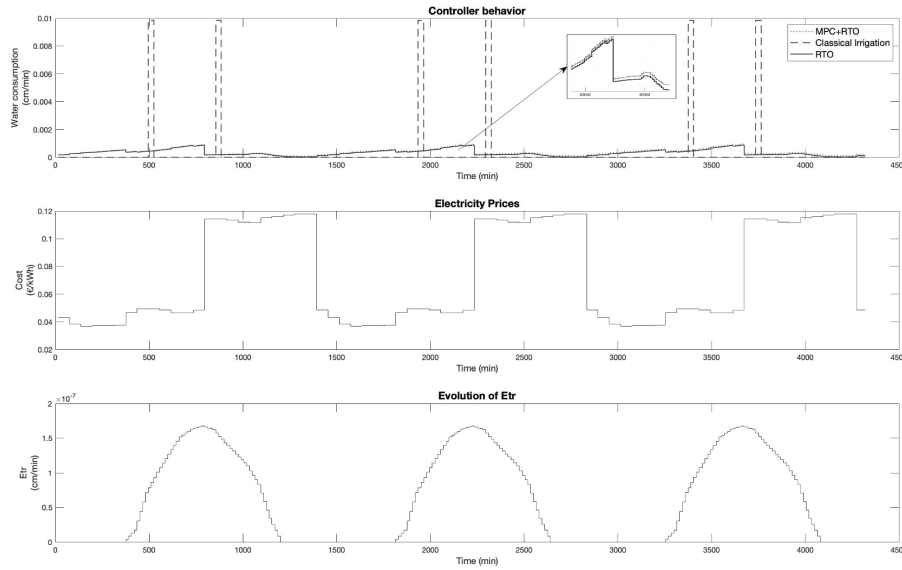 Controller behavior
0.01
0.008
0.006
0.004
0.002
0
Water consumption
(cm/min)
MPC+RTO
Classical Irrigation
RTO
0 500 1000 1500 2000 2500 3000 3500 4000 450
Time (min)
Electricity Prices
0.12
0.1
0.08
0.06
0.04
0.02
Cost
(€/kWh)
0 500 1000 1500 2000 2500 3000 3500 4000 450
Time (min)
Evolution of Etr
×10-7
2
1.5
1
0.5
0
Etr
(cm/min)
0 500 1000 1500 2000 2500 3000 3500 4000 450
Time (min)